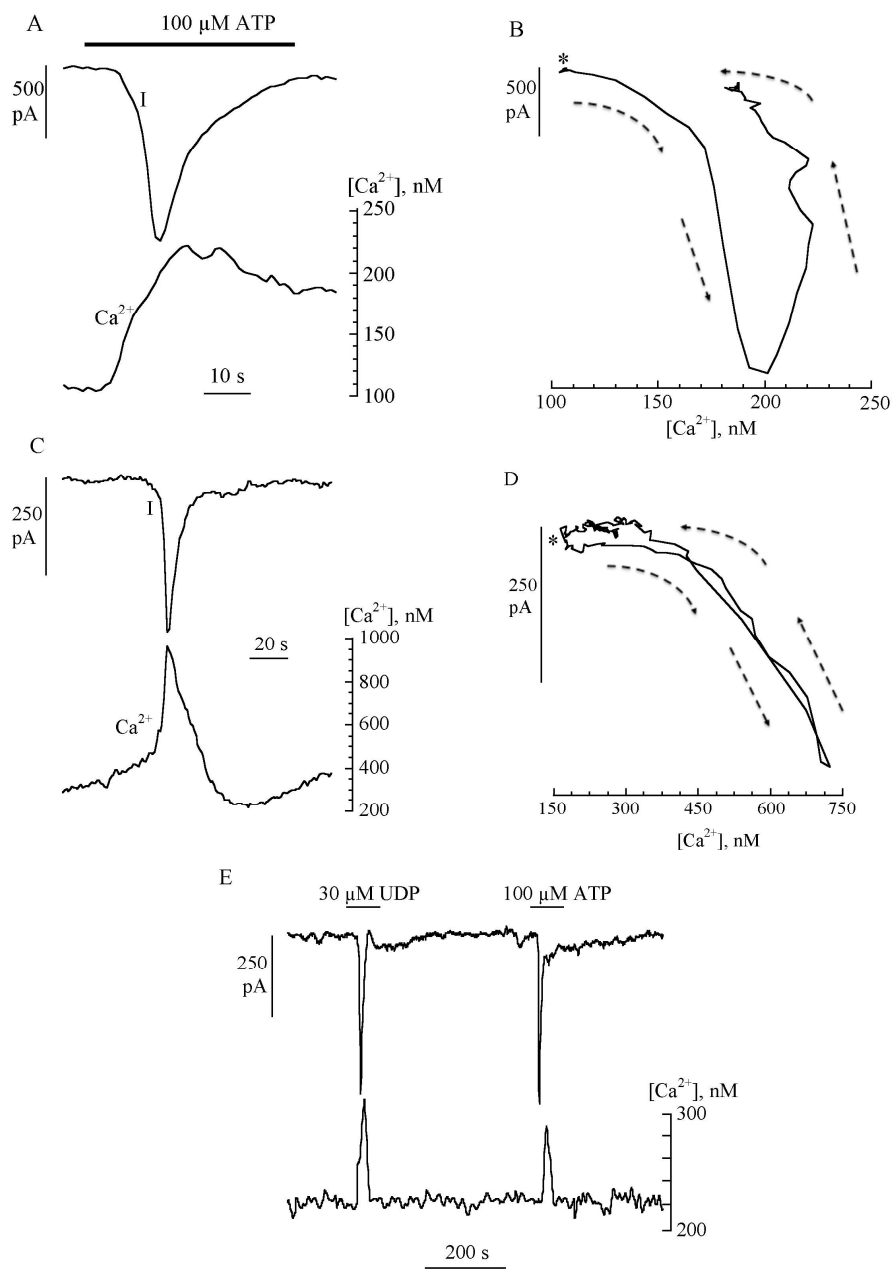 A
100 µM ATP
500
pA
I
[Ca2+], nM
250
200
150
100
Ca2+
10 s
B
*
500
pA
100 150 200 250
[Ca2+], nM
C
250
pA
I
[Ca2+], nM
1000
800
600
400
200
20 s
Ca2+
D
*
250
pA
150 300 450 600 750
[Ca2+], nM
E
30 µM UDP 100 µM ATP
250
pA
[Ca2+], nM
300
200
200 s